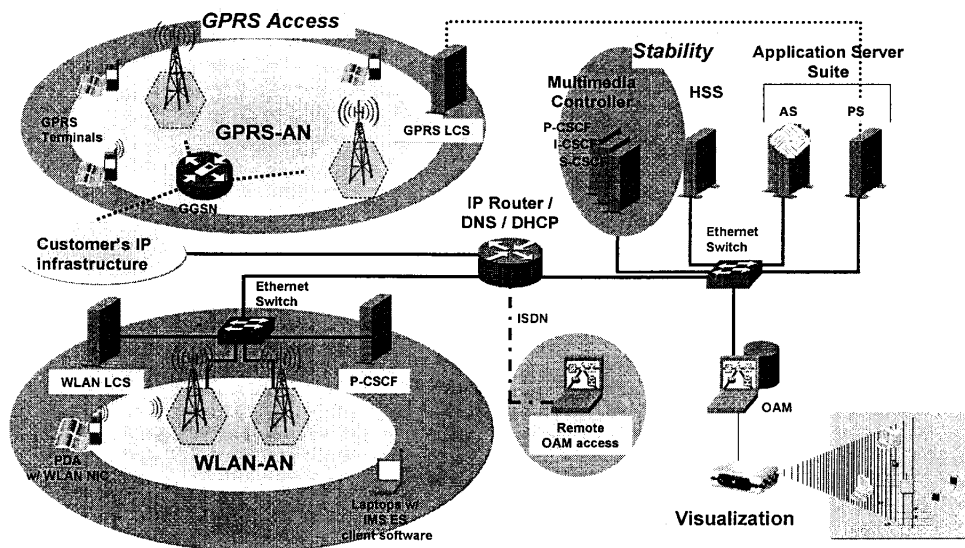 GPRS Access
GPRS
Terminals
GPRS-AN
GPRS LCS
GGSN
Customer's IP
infrastructure
Stability
Multimedia
Controller
P-CSCF
I-CSCF
S-CSCF
HSS
Application Server
Suite
AS
PS
IP Router /
DNS / DHCP
Ethernet
Switch
Ethernet
Switch
ISDN
WLAN LCS
P-CSCF
WLAN-AN
PDA
w/ WLAN NIC
Laptops w/
IMS ES
client software
Remote
OAM access
OAM
Visualization